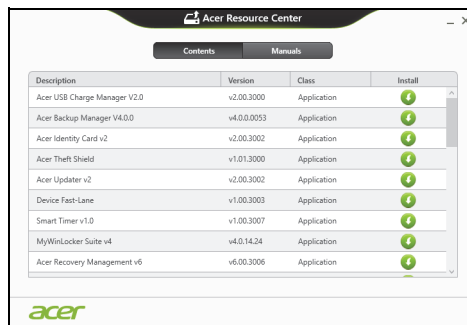 Acer Resource Center
Contents Manuals
Description Version Class Install
Acer USB Charge Manager V2.0 v2.00.3000 Application
Acer Backup Manager V4.0.0 v4.0.0.0053 Application
Acer Identity Card v2 v2.00.3002 Application
Acer Theft Shield v1.01.3000 Application
Acer Updater v2 v2.00.3002 Application
Device Fast-Lane v1.00.3003 Application
Smart Timer v1.0 v1.00.3007 Application
MyWinLocker Suite v4 v4.0.14.24 Application
Acer Recovery Management v6 v6.00.3006 Application
acer